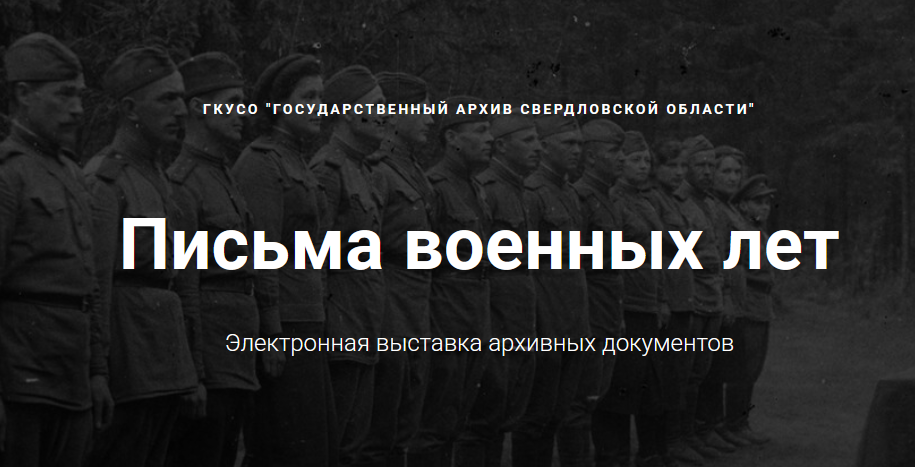 ГКУСО "ГОСУДАРСТВЕННЫЙ АРХИВ СВЕРДЛОВСКОЙ ОБЛАСТИ"
Письма военных лет
Электронная выставка архивных документов